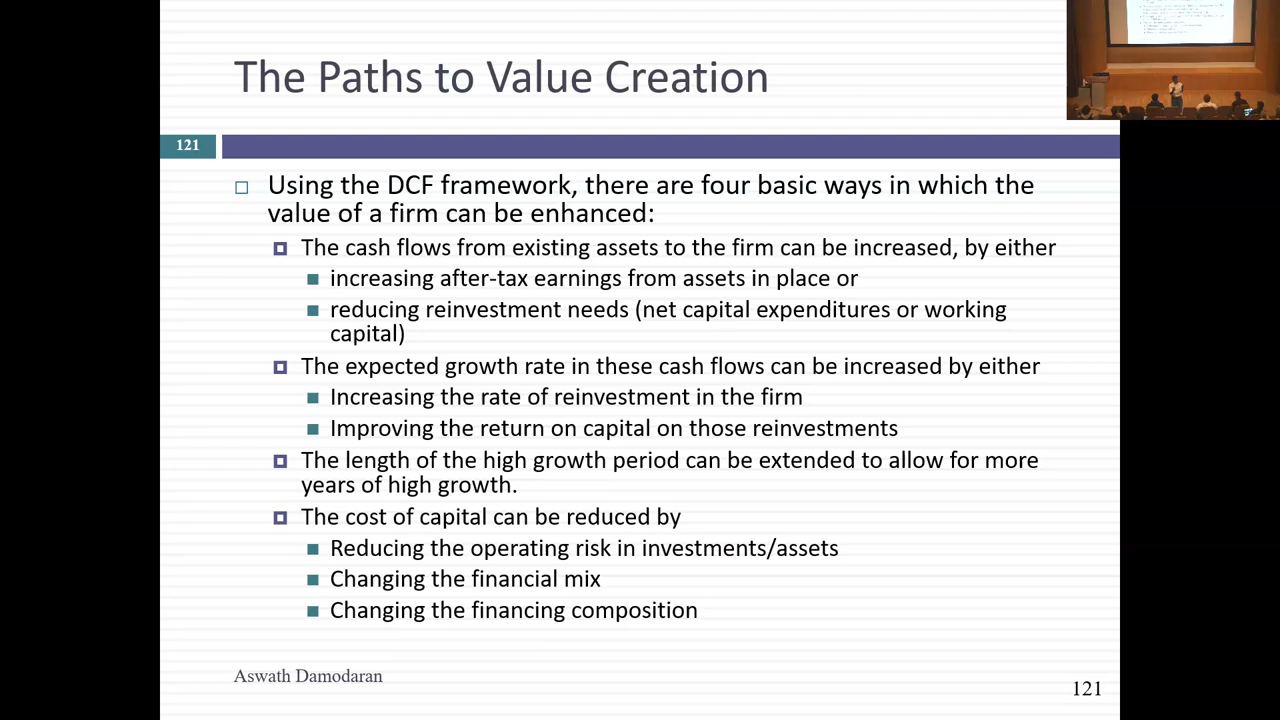 The Paths to Value Creation
121
Using the DCF framework, there are four basic ways in which the
value of a firm can be enhanced:
The cash flows from existing assets to the firm can be increased, by either
increasing after-tax earnings from assets in place or
reducing reinvestment needs (net capital expenditures or working
capital)
The expected growth rate in these cash flows can be increased by either
Increasing the rate of reinvestment in the firm
Improving the return on capital on those reinvestments
The length of the high growth period can be extended to allow for more
years of high growth.
The cost of capital can be reduced by
Reducing the operating risk in investments/assets
Changing the financial mix
Changing the financing composition
Aswath Damodaran
121